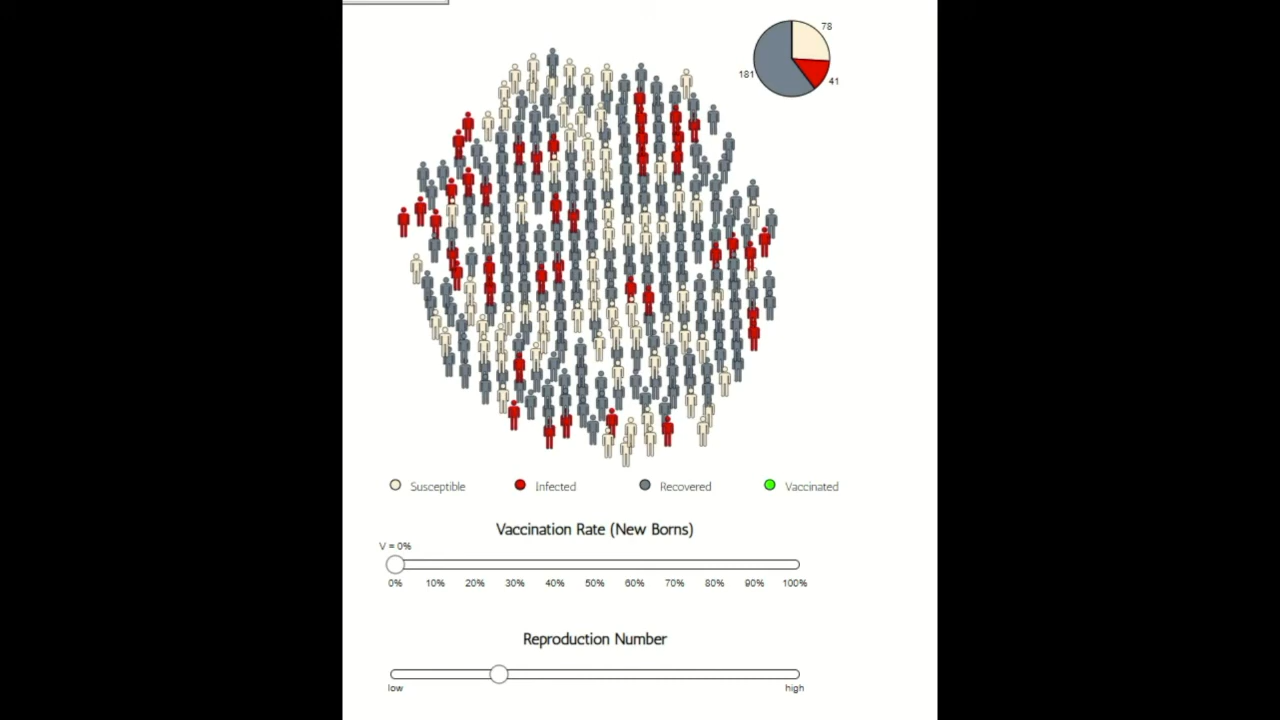 78
181
41
Susceptible Infected Recovered Vaccinated
Vaccination Rate (New Borns)
V = 0%
0% 10% 20% 30% 40% 50% 60% 70% 80% 90% 100%
Reproduction Number
low high